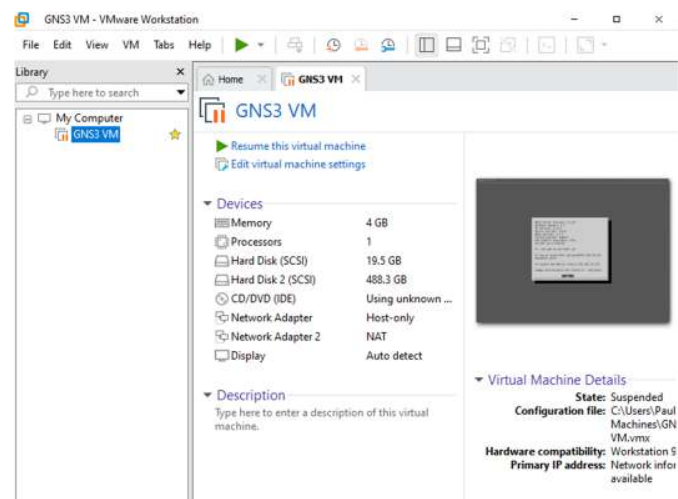 GNS3 VM - VMware Workstation
File Edit View VM Tabs Help
Library
Type here to search
My Computer
GNS3 VM
Home
GNS3 VM
GNS3 VM
Resume this virtual machine
Edit virtual machine settings
Devices
Memory 4 GB
Processors 1
Hard Disk (SCSI) 19.5 GB
Hard Disk 2 (SCSI) 488.3 GB
CD/DVD (IDE) Using unknown ...
Network Adapter Host-only
Network Adapter 2 NAT
Display Auto detect
Description
Type here to enter a description of this virtual
machine.
Virtual Machine Details
State: Suspended
Configuration file: C:\Users\Paul
Machines\GN
VM.vmx
Hardware compatibility: Workstation 9
Primary IP address: Network infor
available